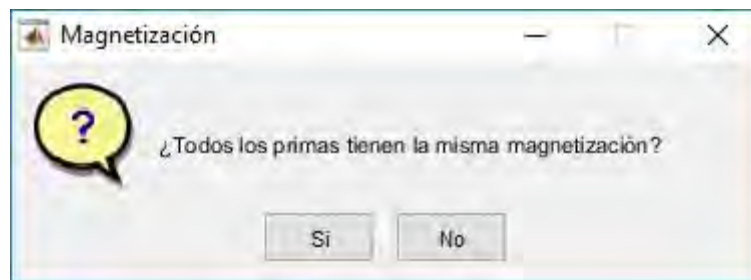 Magnetización
?
¿Todos los primas tienen la misma magnetización?
Si
No